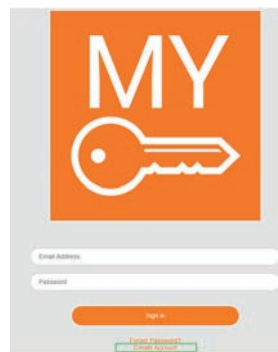 MY
Email Address
Password
Sign in
Forgot Password?
Create Account